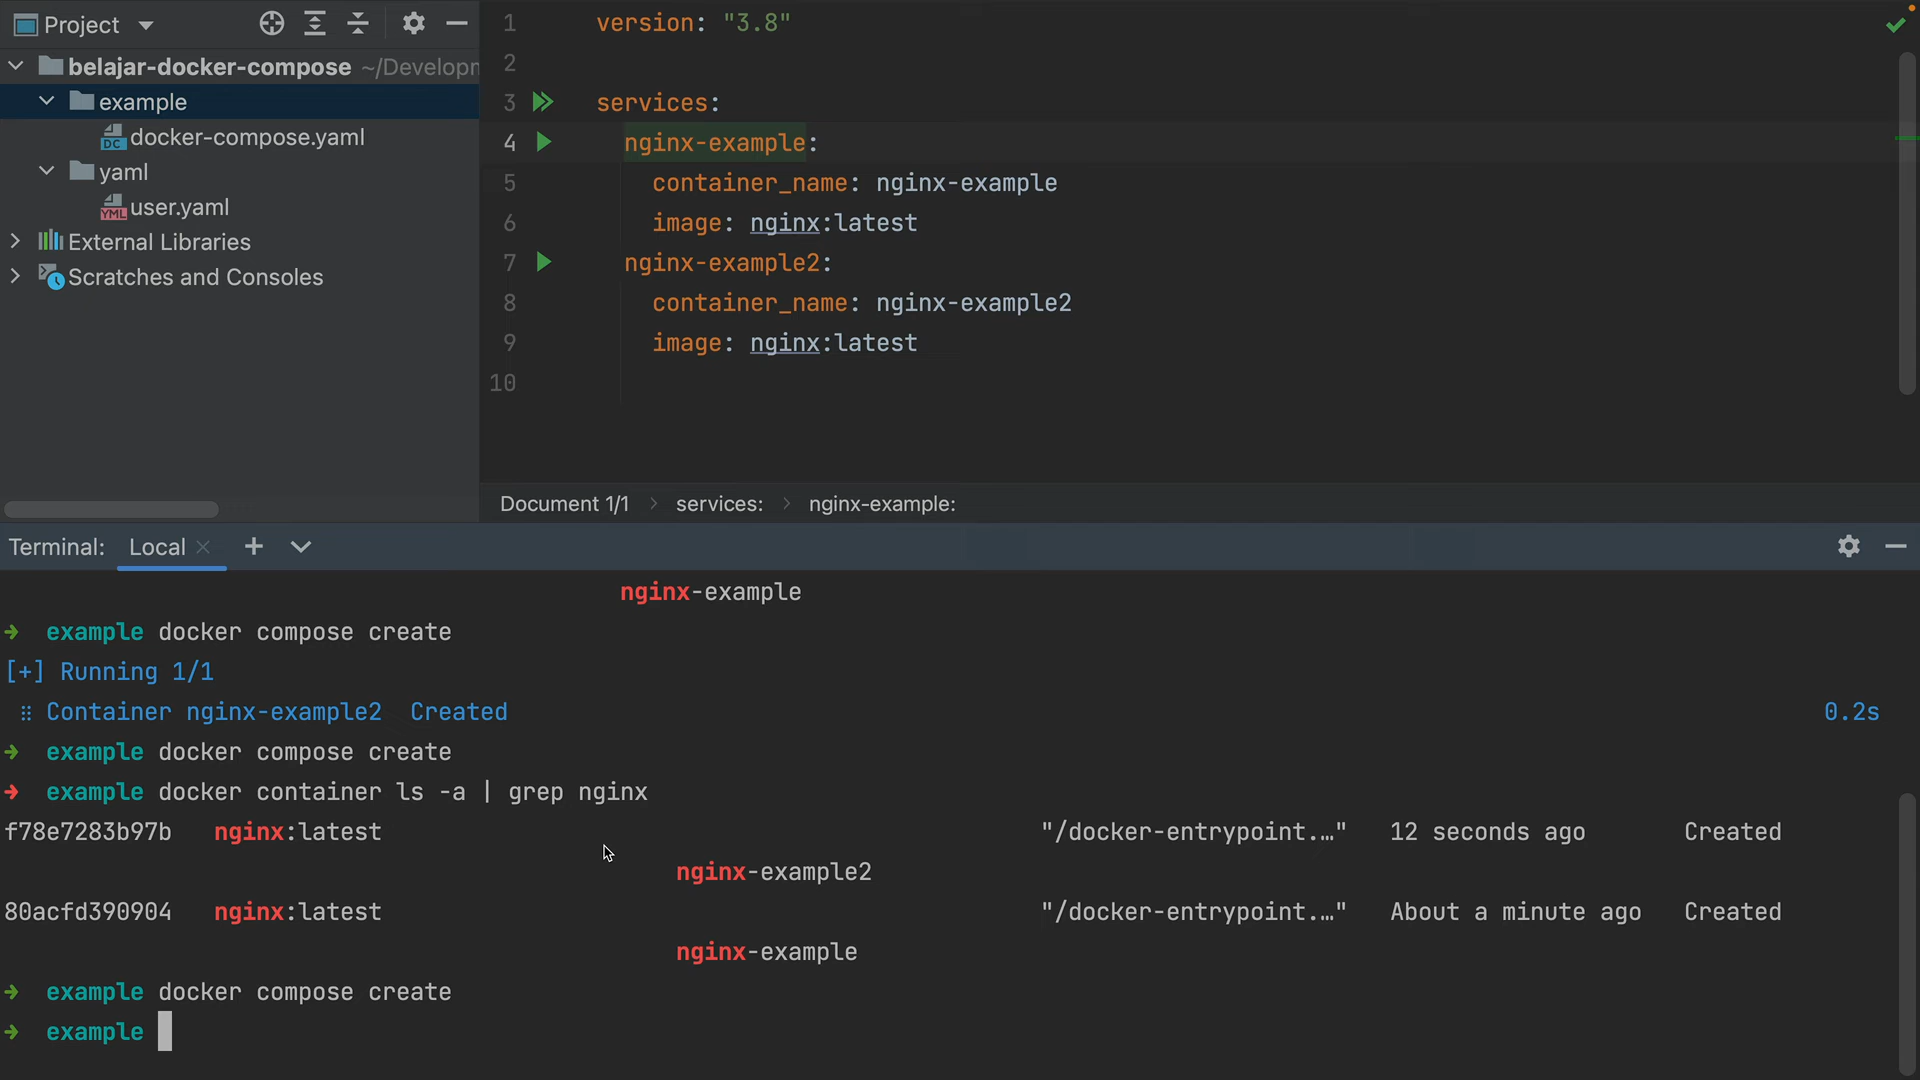 Project
belajar-docker-compose ~/Developm
example
docker-compose.yaml
yaml
user.yaml
External Libraries
Scratches and Consoles
1 version: "3.8"
2
3 services:
4 nginx-example:
5 container_name: nginx-example
6 image: nginx:latest
7 nginx-example2:
8 container_name: nginx-example2
9 image: nginx:latest
10
Document 1/1 > services: > nginx-example:
Terminal: Local
nginx-example
➜ example docker compose create
[+] Running 1/1
⠿ Container nginx-example2 Created 0.2s
➜ example docker compose create
➜ example docker container ls -a | grep nginx
f78e7283b97b nginx:latest "/docker-entrypoint.…" 12 seconds ago Created
nginx-example2
80acfd390904 nginx:latest "/docker-entrypoint.…" About a minute ago Created
nginx-example
➜ example docker compose create
➜ example